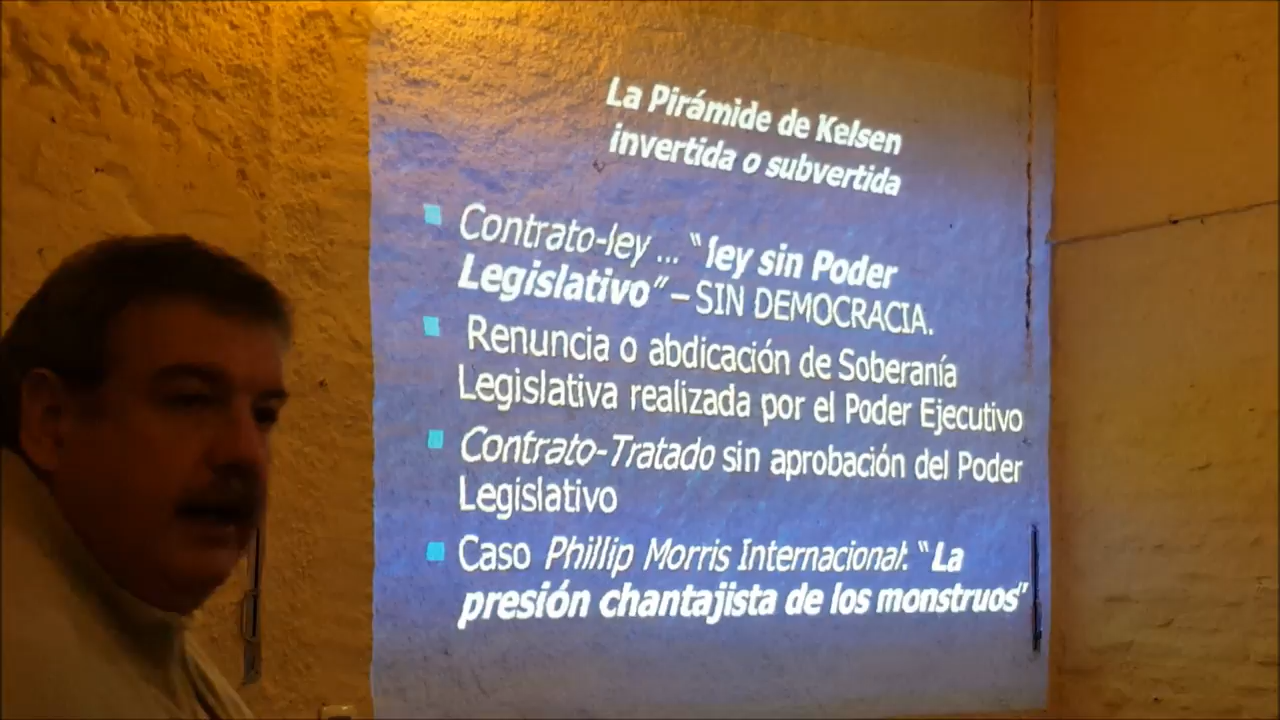 La Pirámide de Kelsen
invertida o subvertida
Contrato-ley ... "ley sin Poder
Legislativo" – SIN DEMOCRACIA.
Renuncia o abdicación de Soberanía
Legislativa realizada por el Poder Ejecutivo
Contrato-Tratado sin aprobación del Poder
Legislativo
Caso Phillip Morris Internacional: "La
presión chantajista de los monstruos"